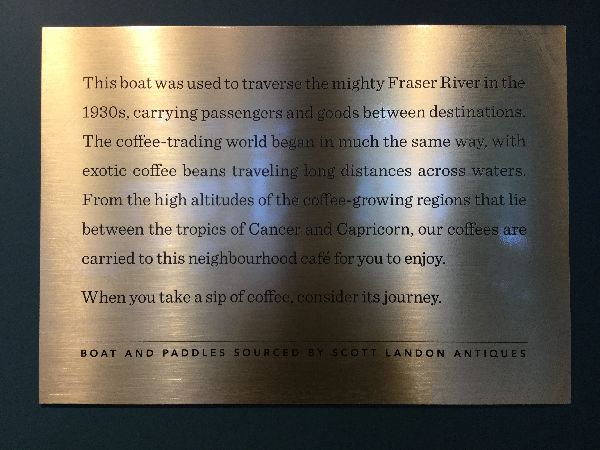 This boat was used to traverse the mighty Fraser River in the
1930s, carrying passengers and goods between destinations.
The coffee-trading world began in much the same way, with
exotic coffee beans traveling long distances across waters.
From the high altitudes of the coffee-growing regions that lie
between the tropics of Cancer and Capricorn, our coffees are
carried to this neighbourhood café for you to enjoy.
When you take a sip of coffee, consider its journey.
BOAT AND PADDLES SOURCED BY SCOTT LANDON ANTIQUES